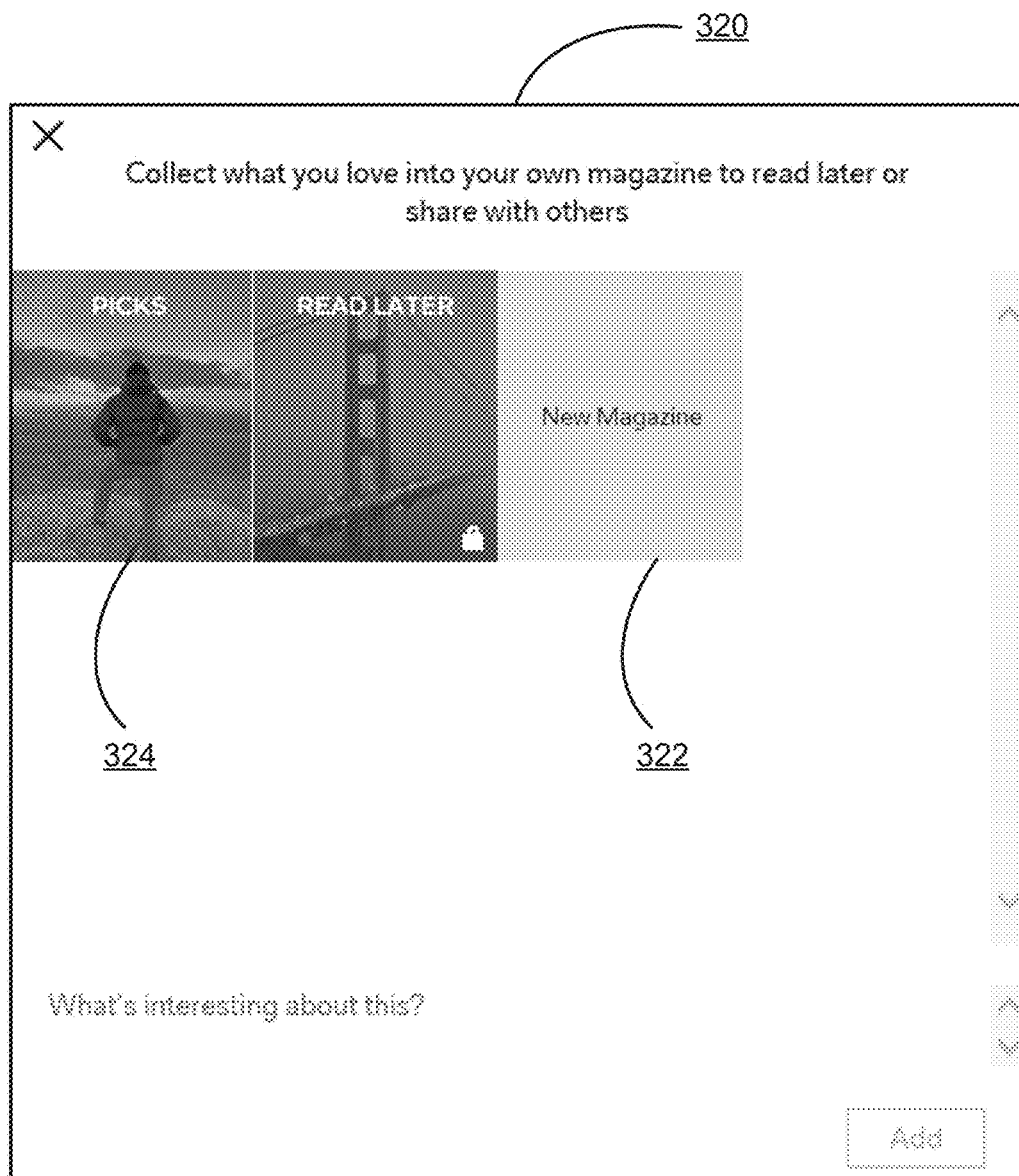 320
Collect what you love into your own magazine to read later or
share with others
PICKS
READ LATER
New Magazine
324
322
What's interesting about this?
Add